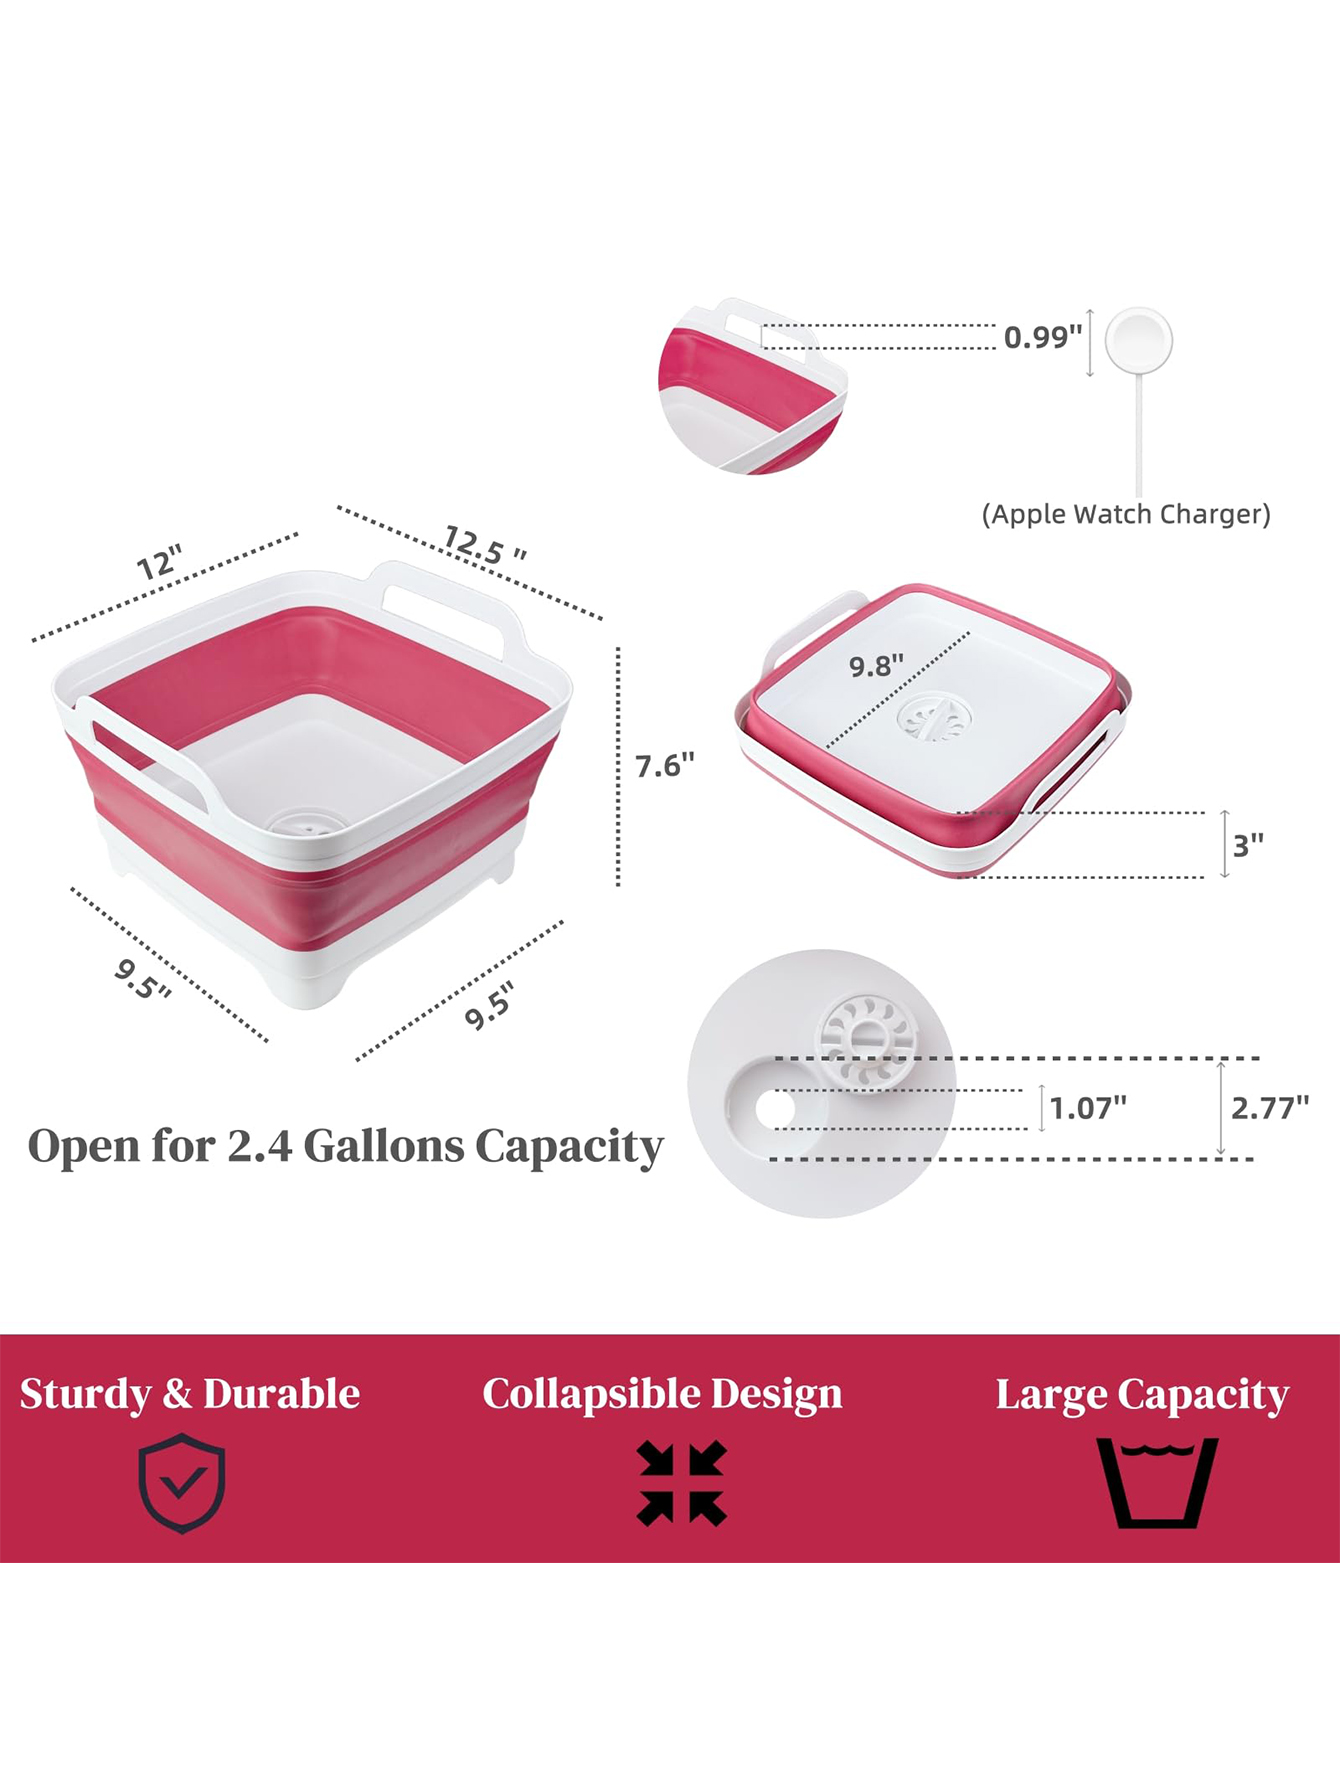 0.99"
(Apple Watch Charger)
12"
12.5 "
7.6"
9.5"
9.5"
9.8"
3"
1.07"
2.77"
Open for 2.4 Gallons Capacity
Sturdy & Durable
Collapsible Design
Large Capacity